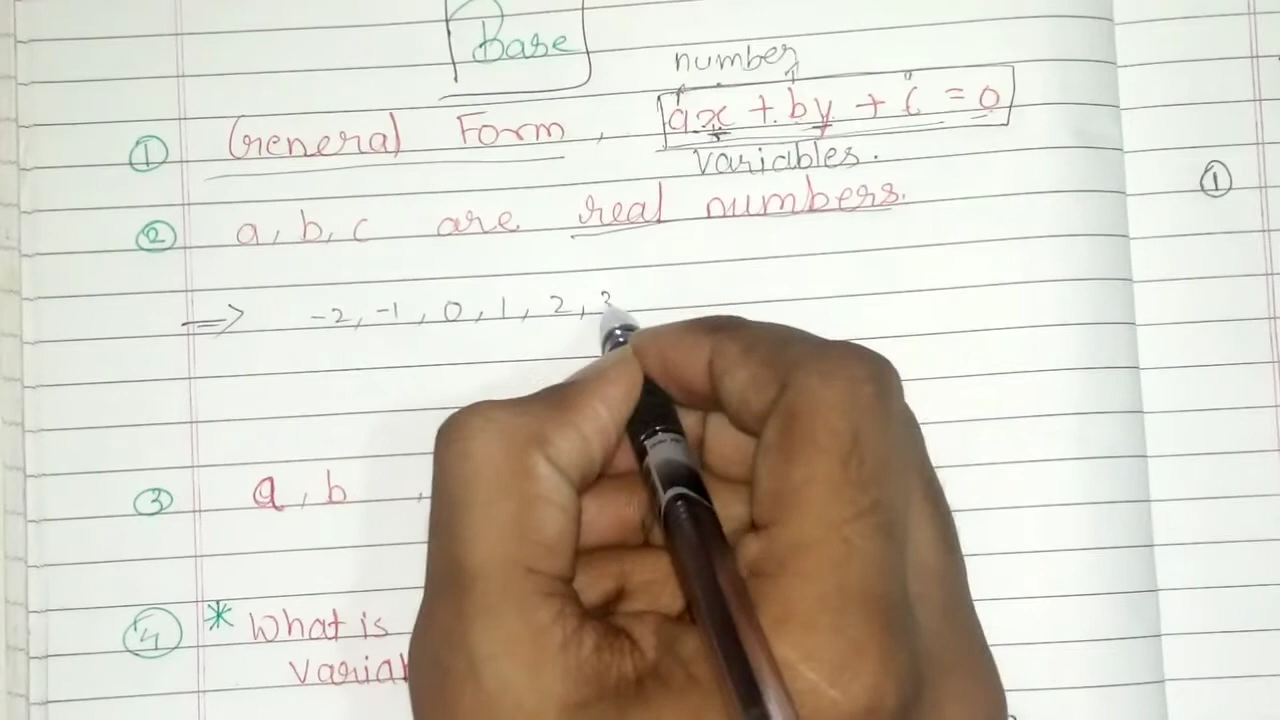 Base
number
① General Form, ax + by + c = 0
variables.
② a, b, c are real numbers.
⇒ -2, -1, 0, 1, 2, 3
③ a, b,
④ * What is
①